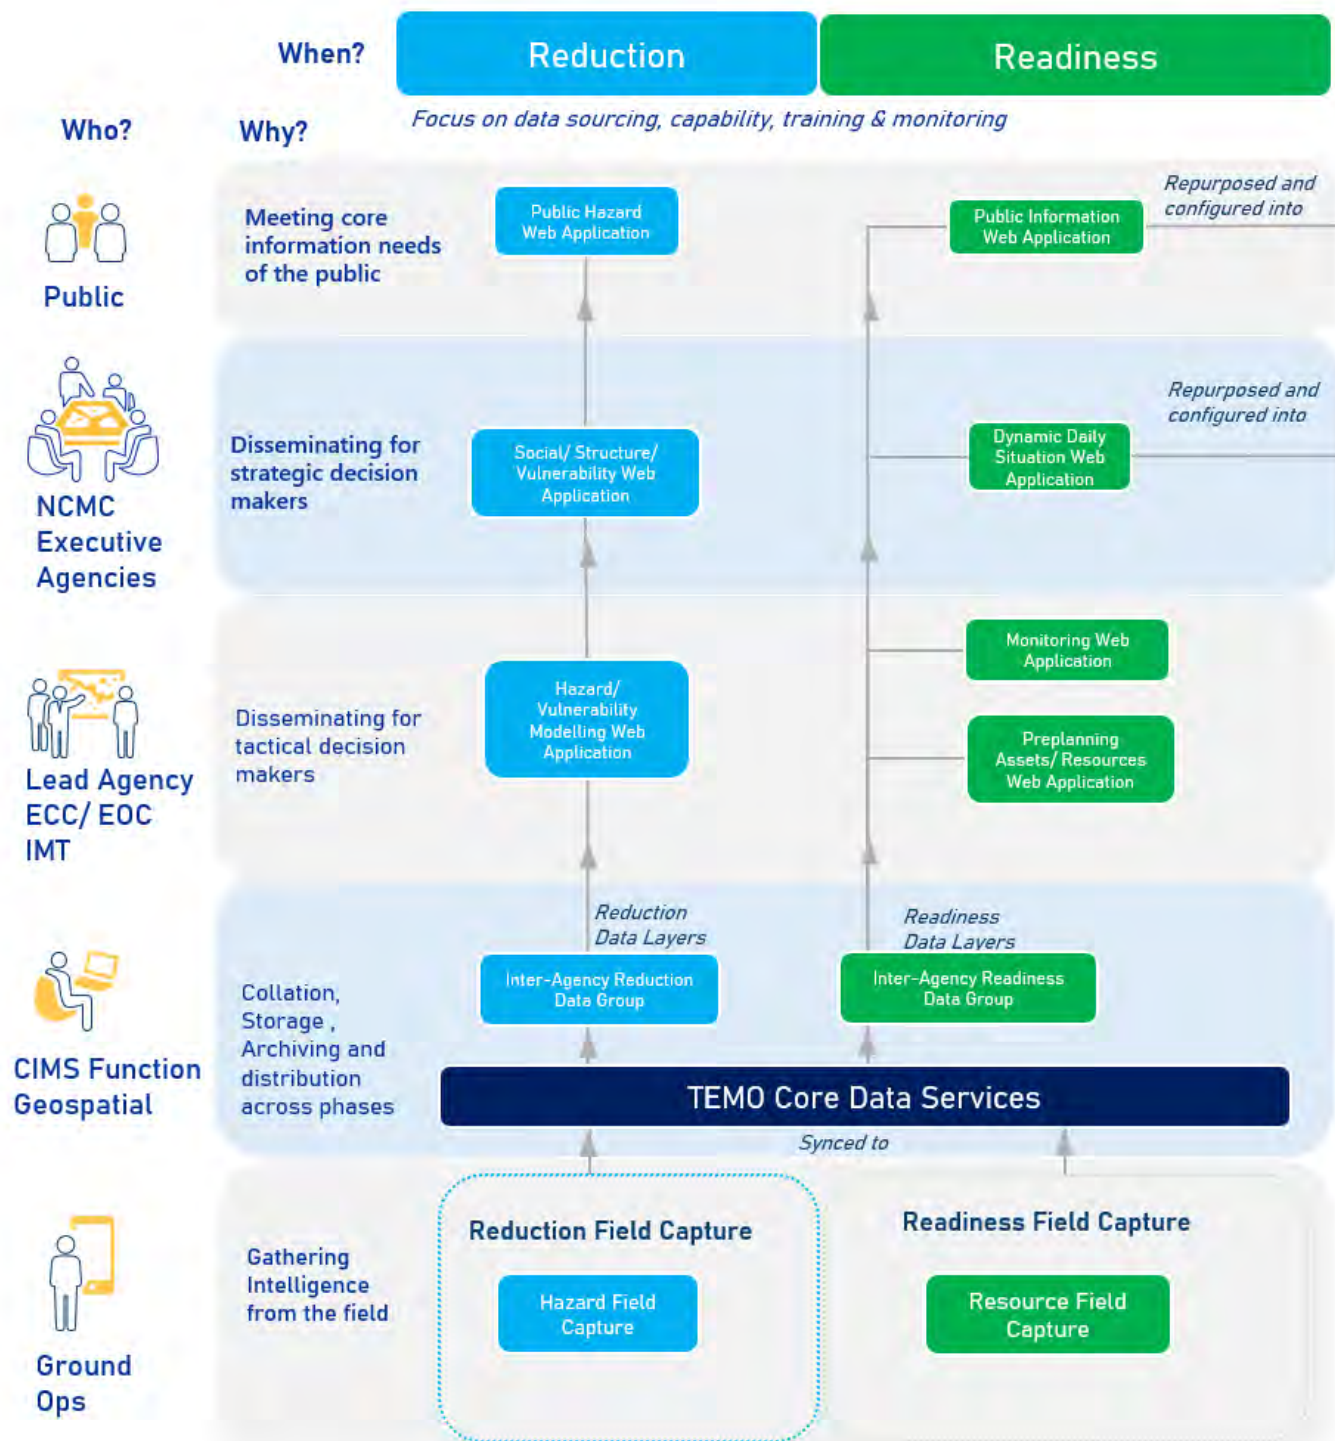 When?
Reduction
Readiness
Who?
Why?
Focus on data sourcing, capability, training & monitoring
Public
Meeting core
information needs
of the public
Public Hazard
Web Application
Public Information
Web Application
Repurposed and
configured into
NCMC
Executive
Agencies
Disseminating for
strategic decision
makers
Social/ Structure/
Vulnerability Web
Application
Dynamic Daily
Situation Web
Application
Repurposed and
configured into
Lead Agency
ECC/ EOC
IMT
Disseminating for
tactical decision
makers
Hazard/
Vulnerability
Modelling Web
Application
Monitoring Web
Application
Preplanning
Assets/ Resources
Web Application
CIMS Function
Geospatial
Collation,
Storage ,
Archiving and
distribution
across phases
Reduction
Data Layers
Readiness
Data Layers
Inter-Agency Reduction
Data Group
Inter-Agency Readiness
Data Group
TEMO Core Data Services
Synced to
Ground
Ops
Gathering
Intelligence
from the field
Reduction Field Capture
Hazard Field
Capture
Readiness Field Capture
Resource Field
Capture